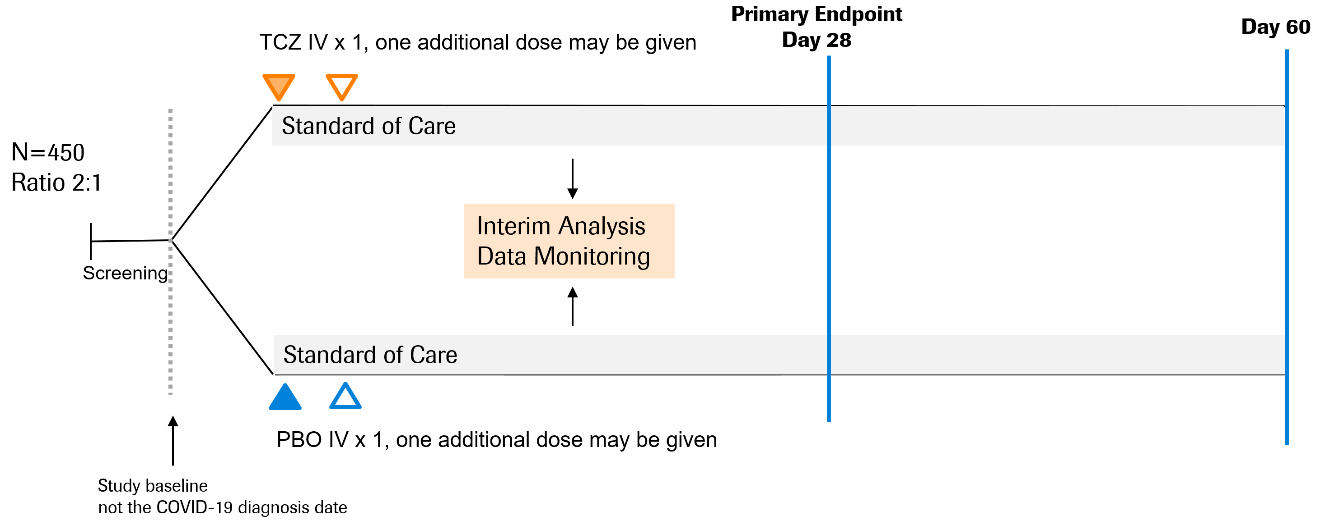 Primary Endpoint
Day 28
Day 60
TCZ IV x 1, one additional dose may be given
Standard of Care
N=450
Ratio 2:1
Interim Analysis
Data Monitoring
Screening
Standard of Care
PBO IV x 1, one additional dose may be given
Study baseline
not the COVID-19 diagnosis date